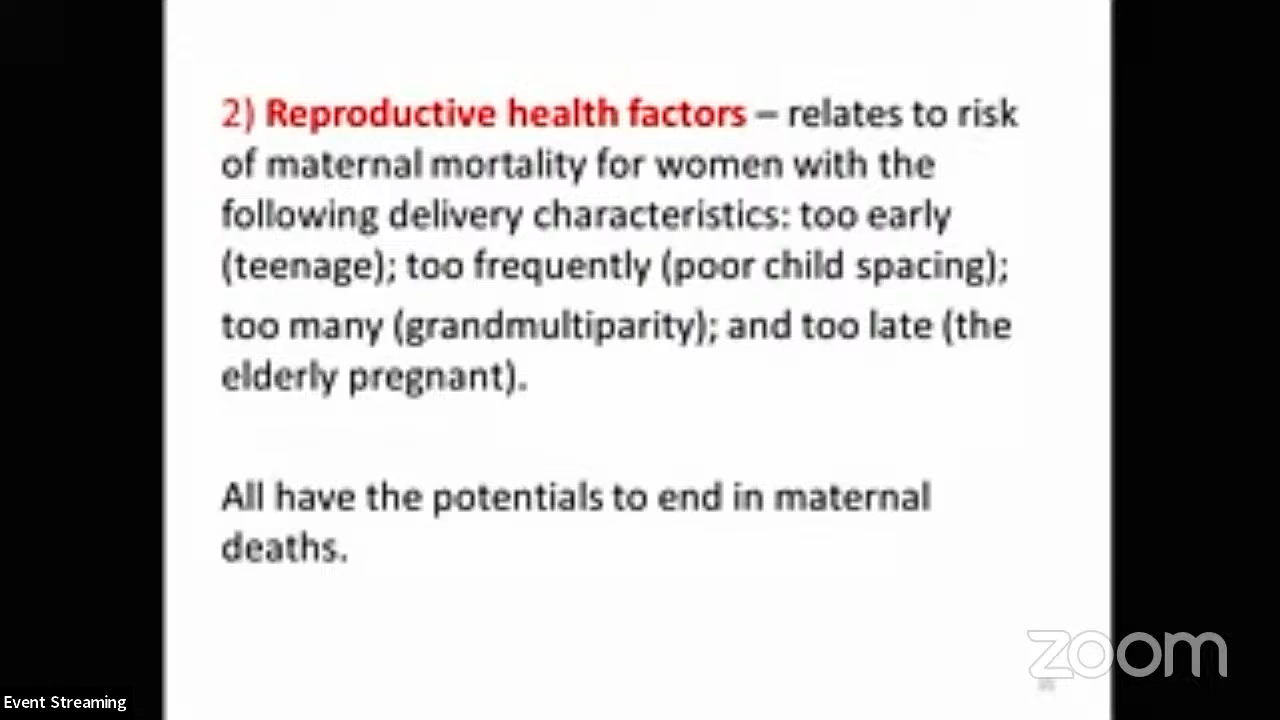 2) Reproductive health factors – relates to risk
of maternal mortality for women with the
following delivery characteristics: too early
(teenage); too frequently (poor child spacing);
too many (grandmultiparity); and too late (the
elderly pregnant).
All have the potentials to end in maternal
deaths.
zoom
Event Streaming